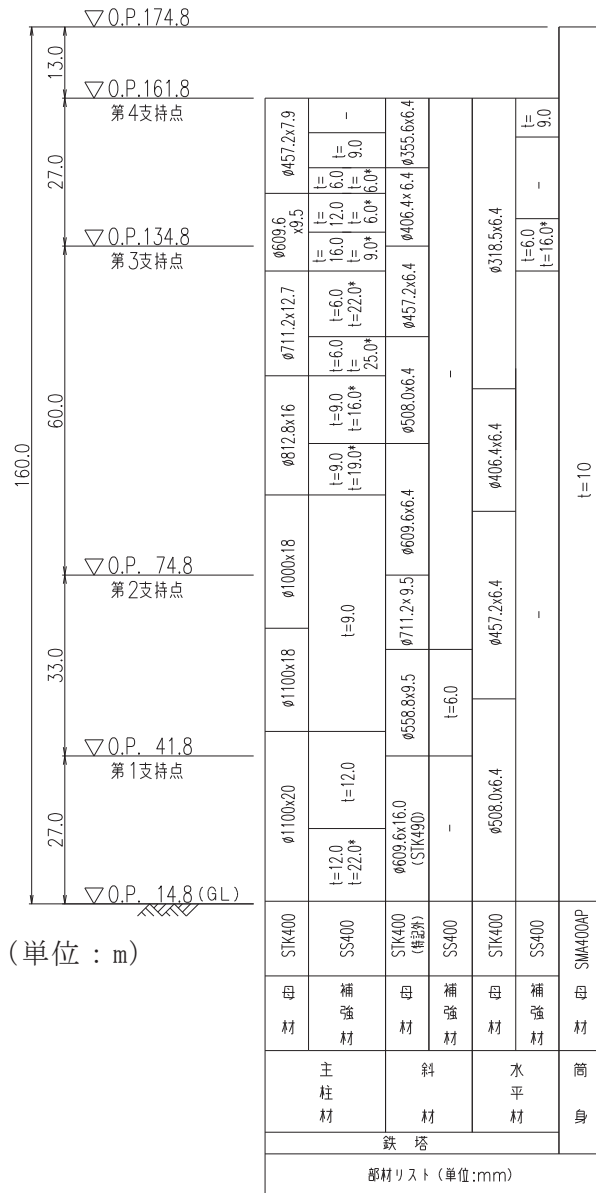 ▽O.P.174.8
13.0
▽O.P.161.8
第4支持点
27.0
▽O.P.134.8
第3支持点
60.0
160.0
▽O.P. 74.8
第2支持点
33.0
▽O.P. 41.8
第1支持点
27.0
▽O.P. 14.8(GL)
(単位:m)
φ457.2x7.9
φ609.6
x9.5
φ711.2x12.7
φ812.8x16
φ1000x18
φ1100x18
φ1100x20
STK400
母材
-
t=
9.0
t=
6.0
t=
6.0*
t=
12.0
t=
6.0*
t=
16.0
t=
9.0*
t=6.0
t=22.0*
t=6.0
t=
25.0*
t=9.0
t=16.0*
t=9.0
t=19.0*
t=9.0
t=12.0
t=12.0
t=22.0*
SS400
補強材
主柱材
φ355.6x6.4
φ406.4x6.4
φ457.2x6.4
φ508.0x6.4
φ609.6x6.4
φ711.2x9.5
φ558.8x9.5
φ609.6x16.0
(STK490)
STK400
(特記外)
母材
-
t=6.0
-
SS400
補強材
斜材
φ318.5x6.4
φ406.4x6.4
φ457.2x6.4
φ508.0x6.4
STK400
母材
t=
9.0
-
t=6.0
t=16.0*
-
SS400
補強材
水平材
鉄塔
t=10
SMA400AP
母材
筒身
部材リスト(単位:mm)